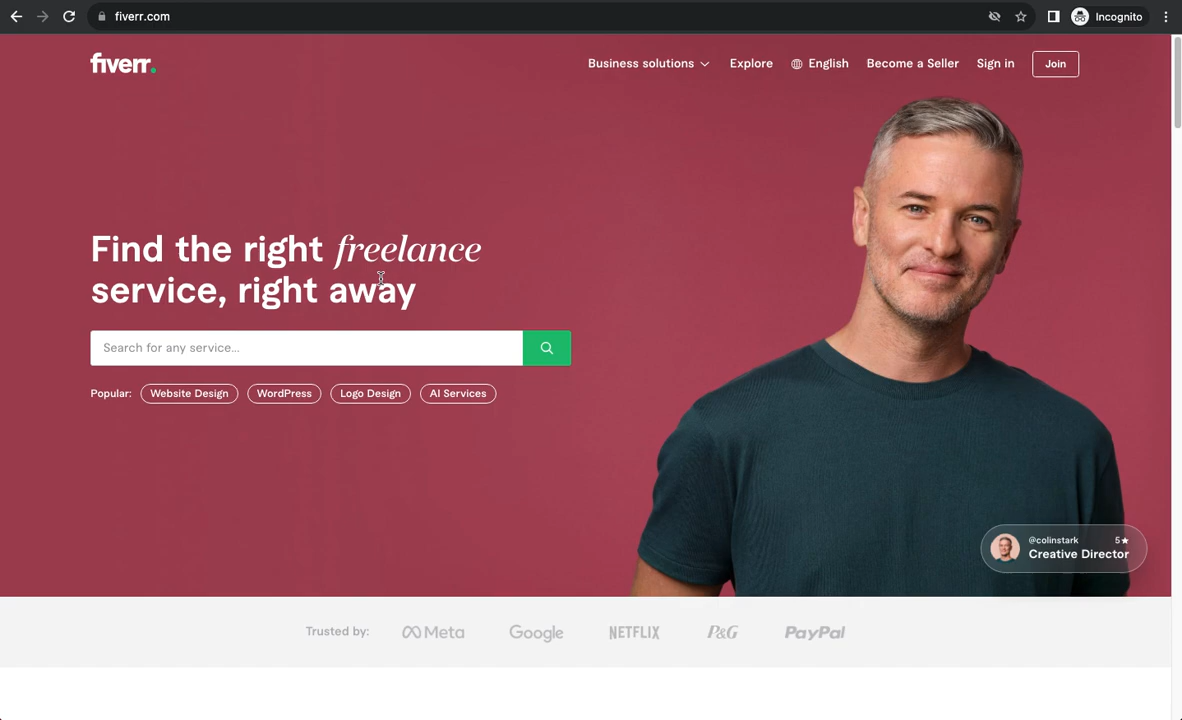 fiverr.com
Incognito
fiverr.
Business solutions
Explore
English
Become a Seller
Sign in
Join
Find the right freelance
service, right away
Search for any service...
Popular:
Website Design
WordPress
Logo Design
AI Services
@colinstark 5★
Creative Director
Trusted by:
Meta
Google
NETFLIX
P&G
PayPal